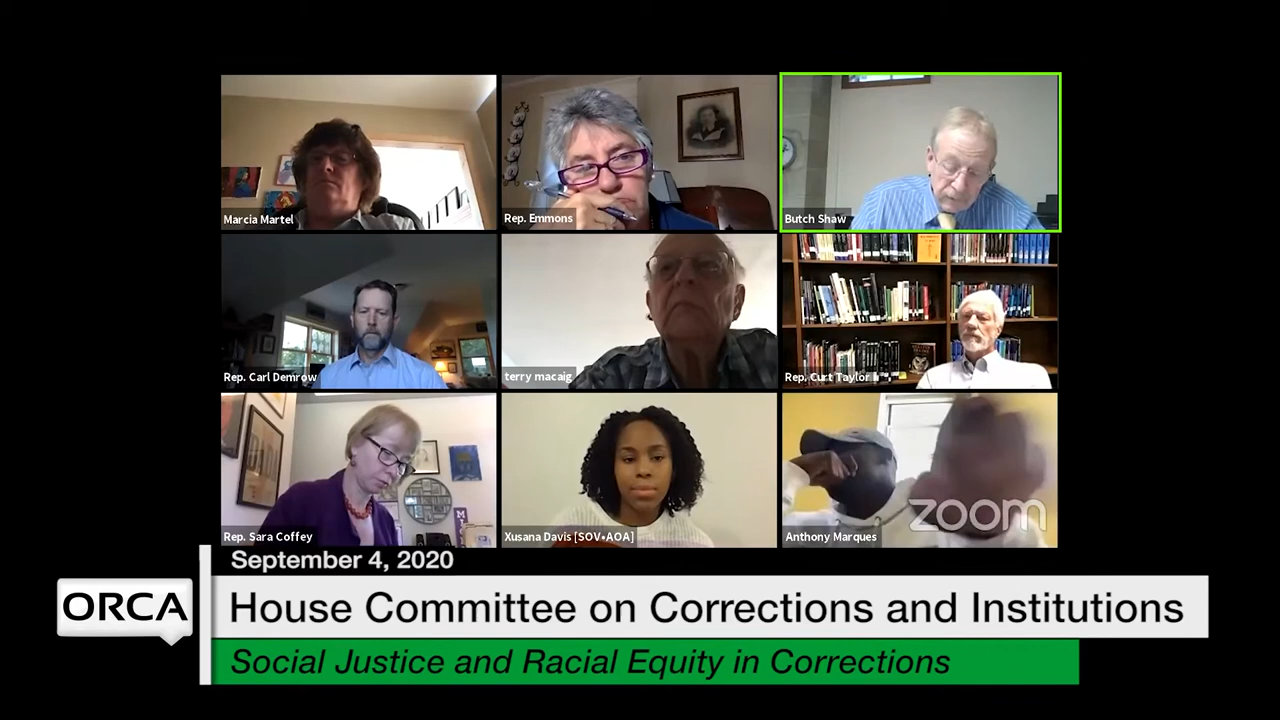 Marcia Martel
Rep. Emmons
Butch Shaw
Rep. Carl Demrow
terry macaig
Rep. Curt Taylor
Rep. Sara Coffey
Xusana Davis [SOV•AOA]
Anthony Marques
zoom
September 4, 2020
ORCA
House Committee on Corrections and Institutions
Social Justice and Racial Equity in Corrections